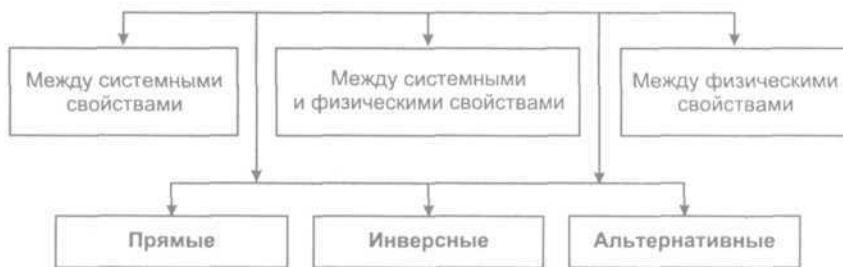 Между системными
свойствами
Между системными
и физическими свойствами
Между физическими
свойствами
Прямые
Инверсные
Альтернативные